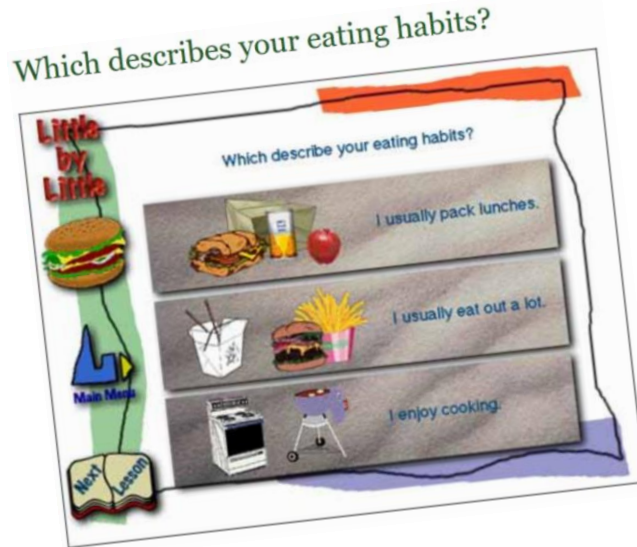 Which describes your eating habits?
Little
by
Little
Which describe your eating habits?
I usually pack lunches.
I usually eat out a lot.
I enjoy cooking.
Main Menu
Next
Lesson